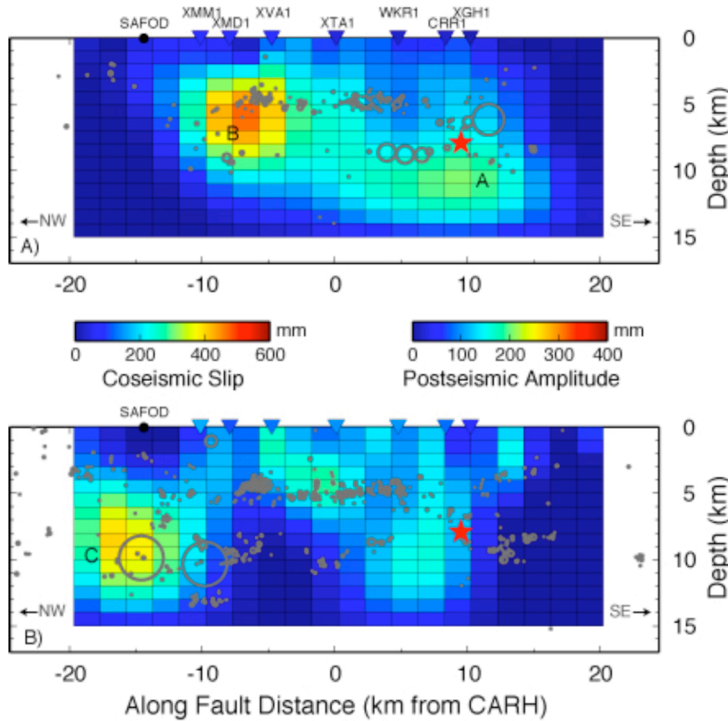 XMM1 XVA1 WKR1 XGH1
SAFOD XMD1 XTA1 CRR1
0
5
B
10
A
←NW SE→
15
A)
Depth (km)
-20 -10 0 10 20
mm mm
0 200 400 600 0 100 200 300 400
Coseismic Slip Postseismic Amplitude
SAFOD
0
5
C
10
←NW SE→
15
B)
Depth (km)
-20 -10 0 10 20
Along Fault Distance (km from CARH)